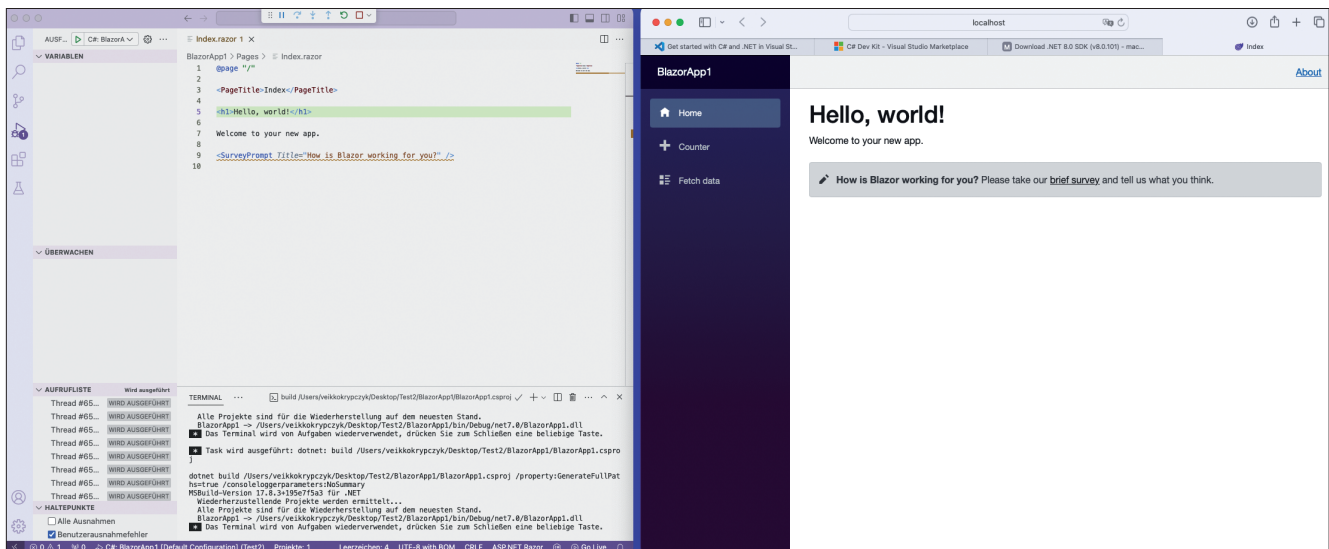 AUSF... C#: BlazorA
VARIABLEN
ÜBERWACHEN
AUFRUFLISTE Wird ausgeführt
Thread #65... WIRD AUSGEFÜHRT
Thread #65... WIRD AUSGEFÜHRT
Thread #65... WIRD AUSGEFÜHRT
Thread #65... WIRD AUSGEFÜHRT
Thread #65... WIRD AUSGEFÜHRT
Thread #65... WIRD AUSGEFÜHRT
Thread #65... WIRD AUSGEFÜHRT
Thread #65... WIRD AUSGEFÜHRT
HALTEPUNKTE
Alle Ausnahmen
Benutzerausnahmefehler
Index.razor 1
BlazorApp1 > Pages > Index.razor
1 @page "/"
2
3 <PageTitle>Index</PageTitle>
4
5 <h1>Hello, world!</h1>
6
7 Welcome to your new app.
8
9 <SurveyPrompt Title="How is Blazor working for you?" />
10
TERMINAL ... build /Users/veikkokrypczyk/Desktop/Test2/BlazorApp1/BlazorApp1.csproj
Alle Projekte sind für die Wiederherstellung auf dem neuesten Stand.
BlazorApp1 -> /Users/veikkokrypczyk/Desktop/Test2/BlazorApp1/bin/Debug/net7.0/BlazorApp1.dll
* Das Terminal wird von Aufgaben wiederverwendet, drücken Sie zum Schließen eine beliebige Taste.
* Task wird ausgeführt: dotnet: build /Users/veikkokrypczyk/Desktop/Test2/BlazorApp1/BlazorApp1.cspro
j
dotnet build /Users/veikkokrypczyk/Desktop/Test2/BlazorApp1/BlazorApp1.csproj /property:GenerateFullPat
hs=true /consoleloggerparameters:NoSummary
MSBuild-Version 17.8.3+195e7f5a3 für .NET
Wiederherzustellende Projekte werden ermittelt...
Alle Projekte sind für die Wiederherstellung auf dem neuesten Stand.
BlazorApp1 -> /Users/veikkokrypczyk/Desktop/Test2/BlazorApp1/bin/Debug/net7.0/BlazorApp1.dll
* Das Terminal wird von Aufgaben wiederverwendet, drücken Sie zum Schließen eine beliebige Taste.
0 1 0 C#: BlazorApp1 [Default Configuration] (Test2) Projekte: 1 Leerzeichen: 4 UTF-8 with BOM CRLF ASP.NET Razor Go Live
localhost
Get started with C# and .NET in Visual St... C# Dev Kit - Visual Studio Marketplace Download .NET 8.0 SDK (v8.0.101) - mac... Index
BlazorApp1
About
Home
Counter
Fetch data
Hello, world!
Welcome to your new app.
How is Blazor working for you? Please take our brief survey and tell us what you think.